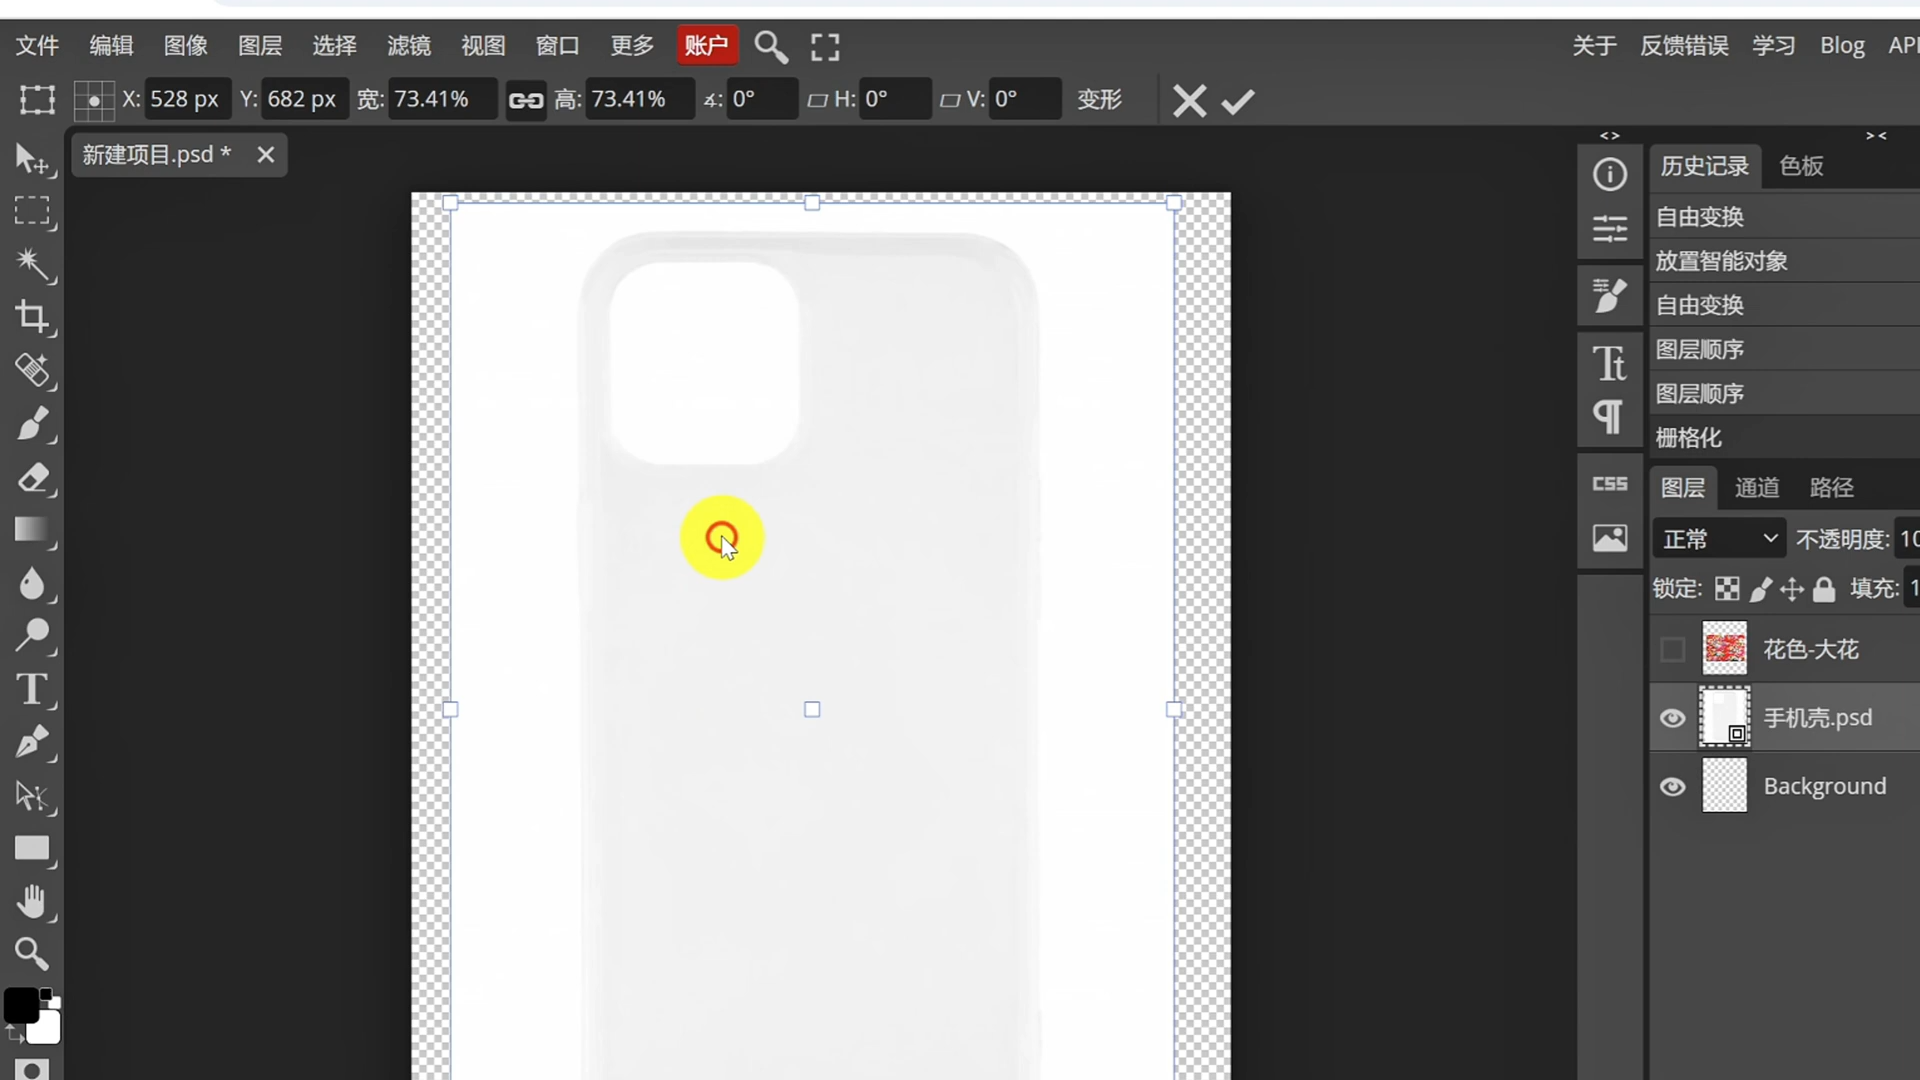 文件 编辑 图像 图层 选择 滤镜 视图 窗口 更多 账户 关于 反馈错误 学习 Blog API
X: 528 px Y: 682 px 宽: 73.41% 高: 73.41% ∡: 0° H: 0° V: 0° 变形
新建项目.psd *
历史记录 色板
自由变换
放置智能对象
自由变换
图层顺序
图层顺序
栅格化
CSS
图层 通道 路径
正常 不透明度: 10
锁定: 填充: 1
花色-大花
手机壳.psd
Background